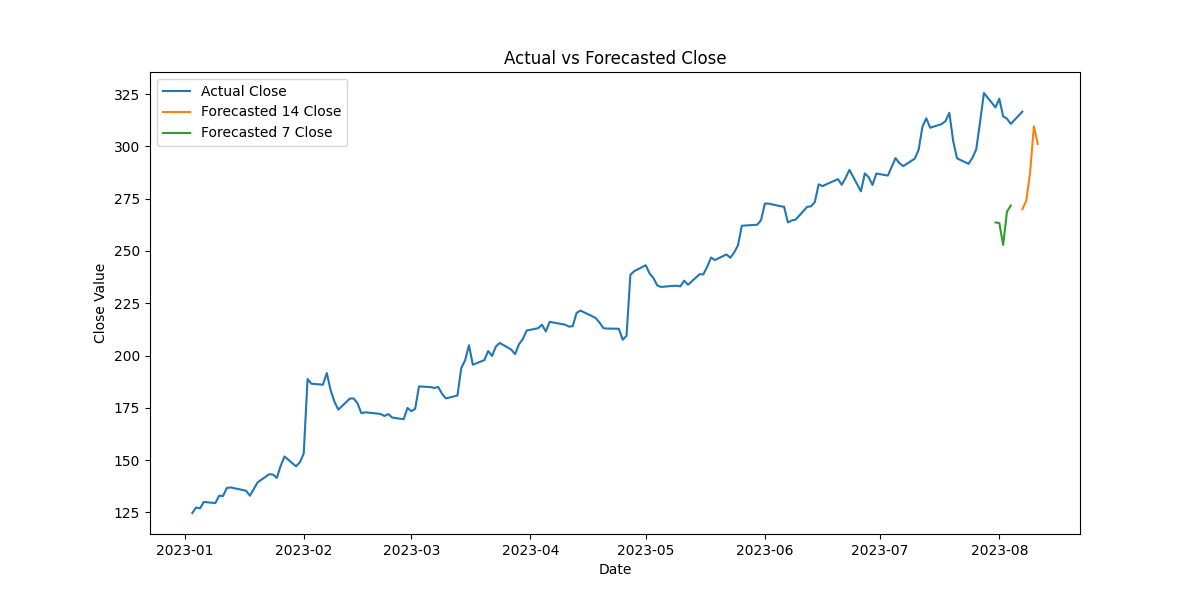 Actual vs Forecasted Close
Actual Close
Forecasted 14 Close
Forecasted 7 Close
Close Value
325
300
275
250
225
200
175
150
125
2023-01 2023-02 2023-03 2023-04 2023-05 2023-06 2023-07 2023-08
Date